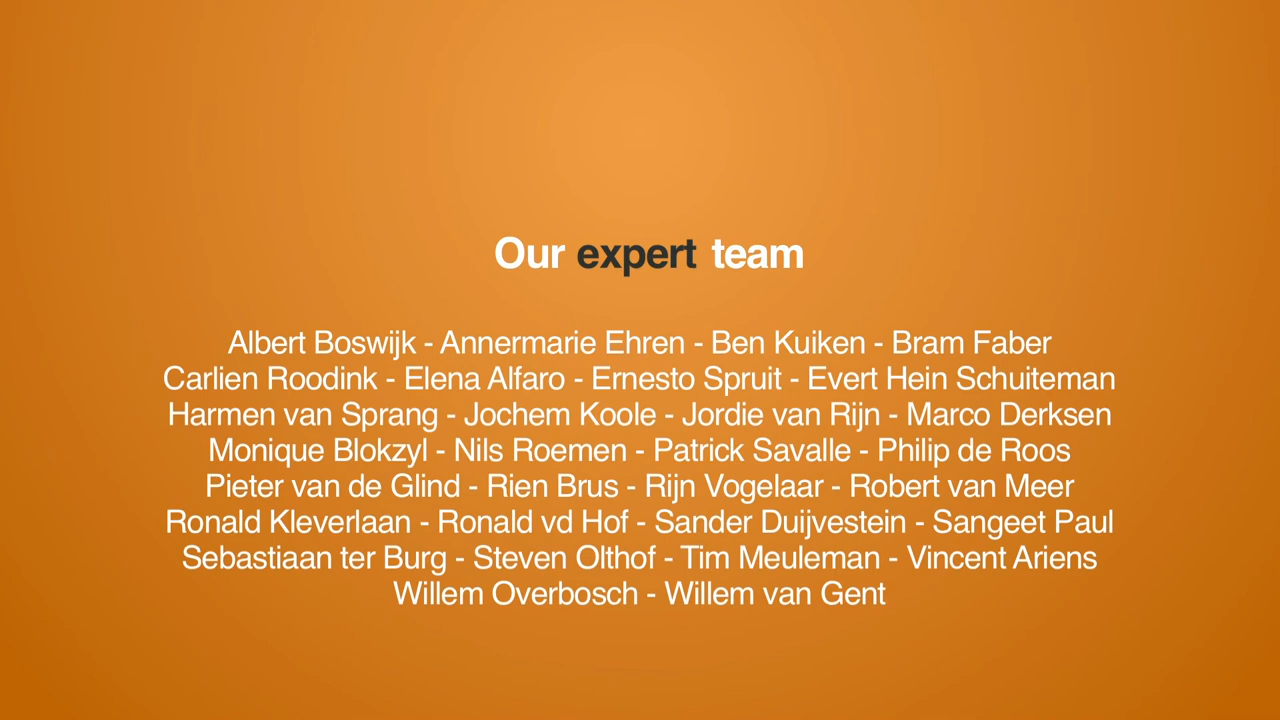 Our expert team
Albert Boswijk - Annermarie Ehren - Ben Kuiken - Bram Faber
Carlien Roodink - Elena Alfaro - Ernesto Spruit - Evert Hein Schuiteman
Harmen van Sprang - Jochem Koole - Jordie van Rijn - Marco Derksen
Monique Blokzyl - Nils Roemen - Patrick Savalle - Philip de Roos
Pieter van de Glind - Rien Brus - Rijn Vogelaar - Robert van Meer
Ronald Kleverlaan - Ronald vd Hof - Sander Duijvestein - Sangeet Paul
Sebastiaan ter Burg - Steven Olthof - Tim Meuleman - Vincent Ariens
Willem Overbosch - Willem van Gent